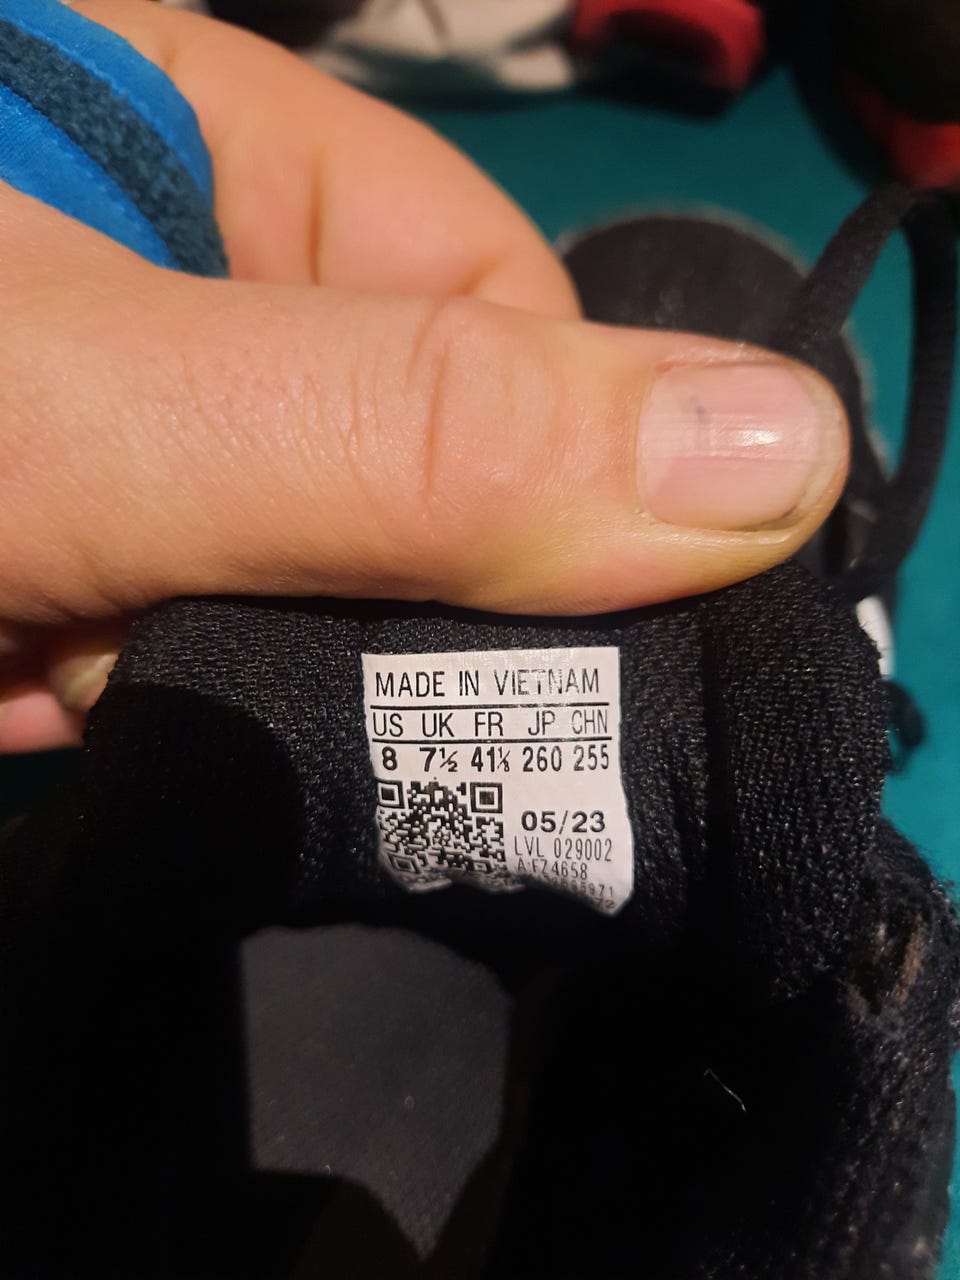 MADE IN VIETNAM
US UK FR JP CHN
8 7½ 41⅓ 260 255
05/23
LVL 029002
A:FZ4658